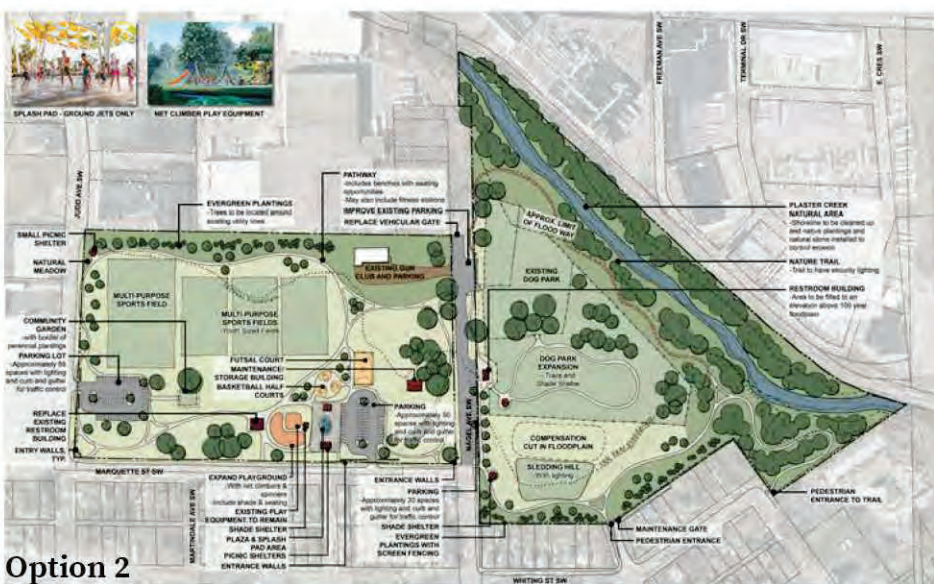 SPLASH PAD - GROUND JETS ONLY
NET CLIMBER PLAY EQUIPMENT
JUDD AVE SW
FREEMAN AVE SW
TERMINAL DR SW
E. CRES SW
PATHWAY
-Includes benches with seating
opportunities
-May also include fitness stations
IMPROVE EXISTING PARKING
REPLACE VEHICULAR GATE
EVERGREEN PLANTINGS
-Trees to be located around
existing utility lines
SMALL PICNIC
SHELTER
NATURAL
MEADOW
MULTI-PURPOSE
SPORTS FIELD
MULTI-PURPOSE
SPORTS FIELDS
EXISTING GUN
CLUB AND PARKING
COMMUNITY
GARDEN
-with border of
perennial plantings
PARKING LOT
spaces with lighting
and curb and gutter
for traffic control
REPLACE
EXISTING
RESTROOM
BUILDING
ENTRY WALLS,
TYP.
MARQUETTE ST SW
MARTINDALE AVE SW
FUTSAL COURT
MAINTENANCE/
STORAGE BUILDING
BASKETBALL HALF
COURTS
PARKING
-Approximately 50
spaces with lighting
and curb and gutter
for traffic control
EXPAND PLAYGROUND
-With net climbers &
spinners
-Include shade & seating
EXISTING PLAY
EQUIPMENT TO REMAIN
SHADE SHELTER
PLAZA & SPLASH
PAD AREA
PICNIC SHELTERS
ENTRANCE WALLS
ENTRANCE WALLS
PARKING
spaces with lighting and curb and
gutter for traffic control
SHADE SHELTER
EVERGREEN
PLANTINGS WITH
SCREEN FENCING
NAGEL AVE SW
APPROX. LIMIT
OF FLOOD WAY
EXISTING
DOG PARK
DOG PARK
EXPANSION
-Trees and
Shade Shelter
COMPENSATION
CUT IN FLOODPLAIN
SLEDDING HILL
-With lighting
PLASTER CREEK
NATURAL AREA
-Shoreline to be cleaned up
and native plantings and
natural stone installed to
control erosion
NATURE TRAIL
-Trail to have security lighting
RESTROOM BUILDING
-Area to be filled to an
elevation above 100 year
floodplain
PEDESTRIAN
ENTRANCE TO TRAIL
MAINTENANCE GATE
PEDESTRIAN ENTRANCE
WHITING ST SW
Option 2